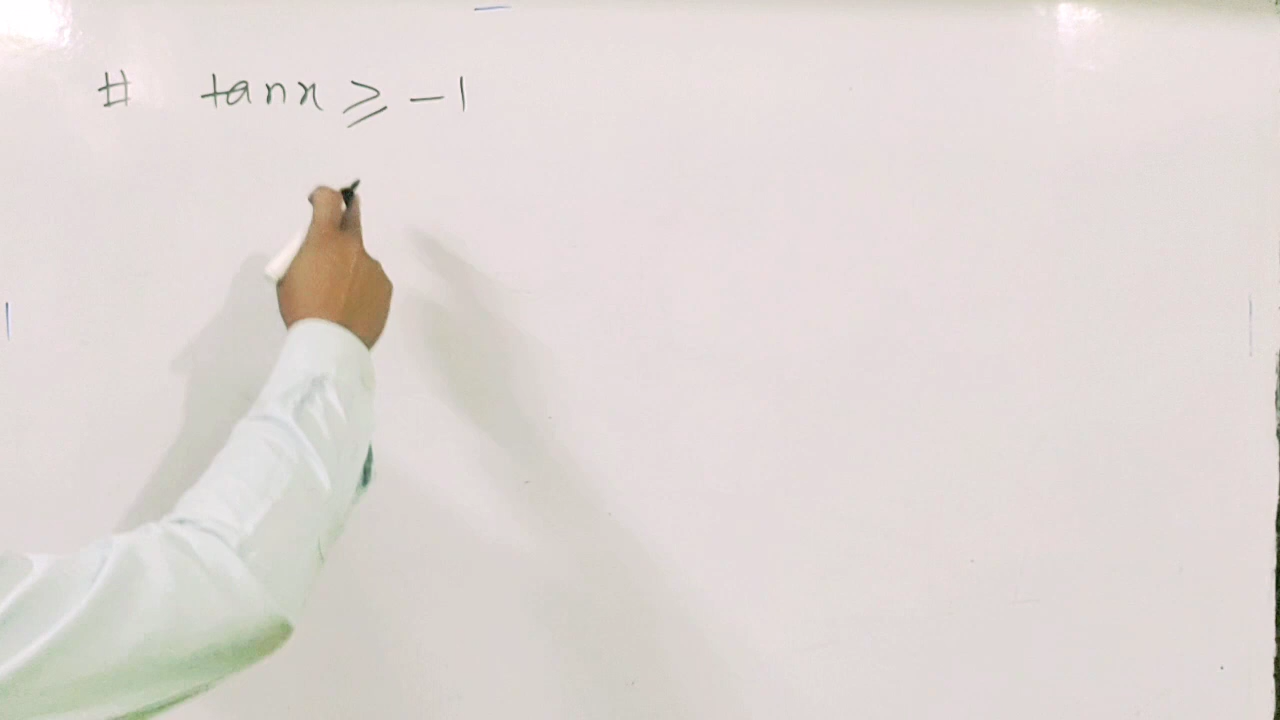 # tanx ≥ -1